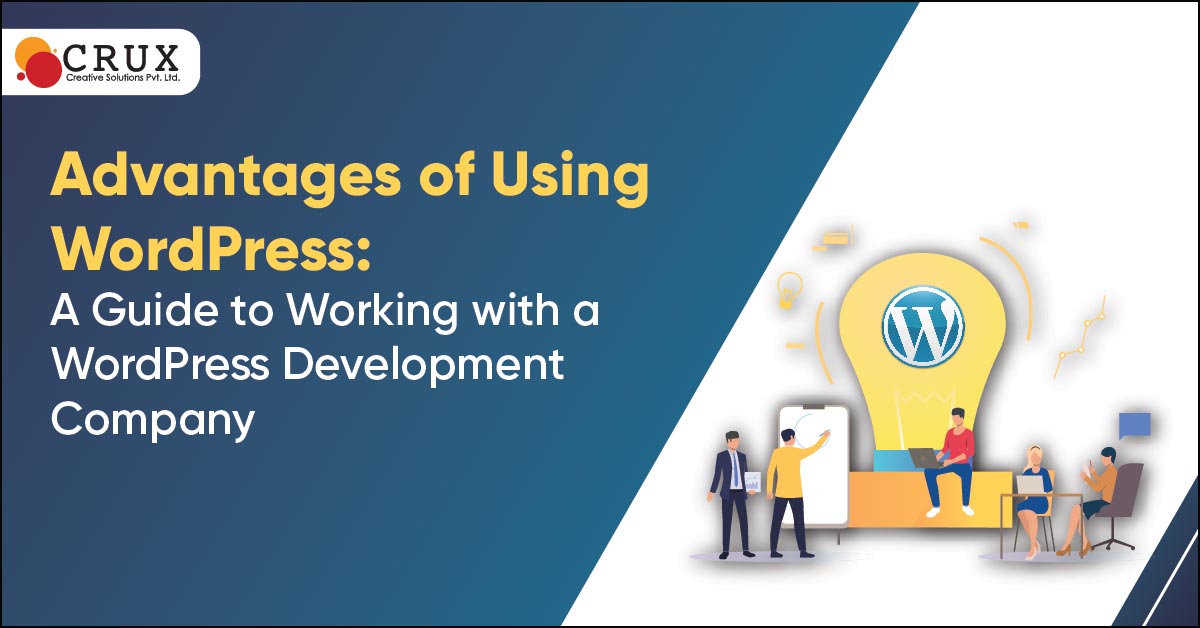 CRUX
Creative Solutions Pvt. Ltd.
Advantages of Using
WordPress:
A Guide to Working with a
WordPress Development
Company
W